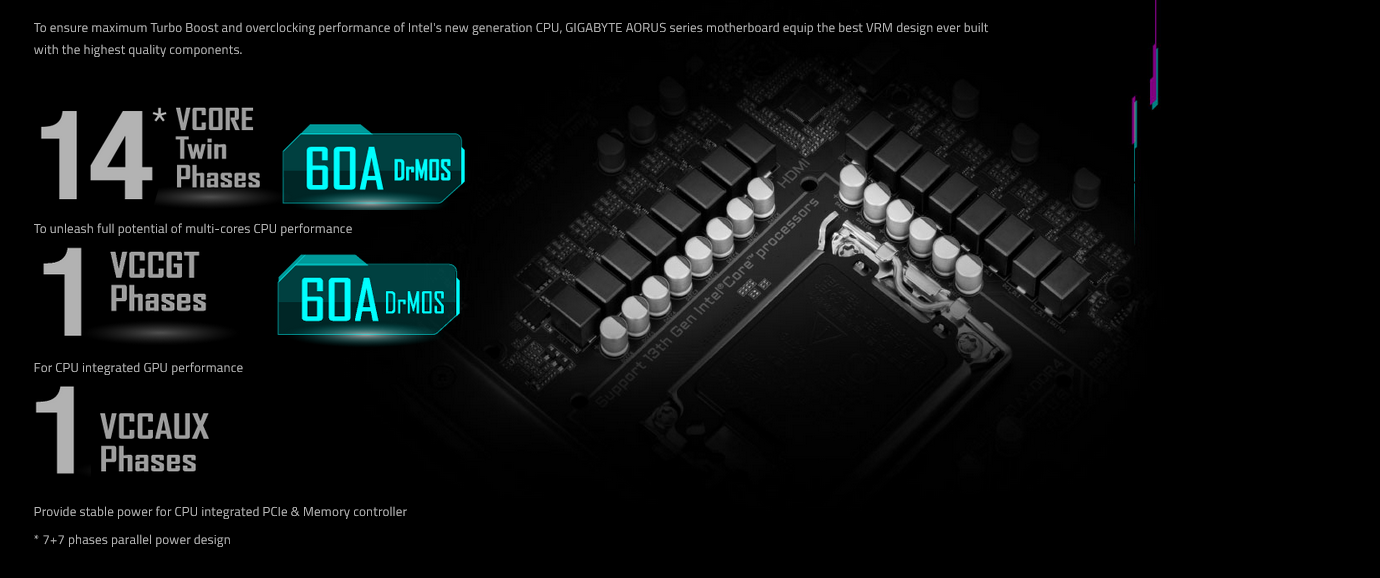 To ensure maximum Turbo Boost and overclocking performance of Intel's new generation CPU, GIGABYTE AORUS series motherboard equip the best VRM design ever built
with the highest quality components.
14* VCORE
Twin
Phases
60A DrMOS
To unleash full potential of multi-cores CPU performance
1 VCCGT
Phases
60A DrMOS
For CPU integrated GPU performance
1 VCCAUX
Phases
Provide stable power for CPU integrated PCIe & Memory controller
* 7+7 phases parallel power design
HDMI
Support 13th Gen Intel® Core™ processors